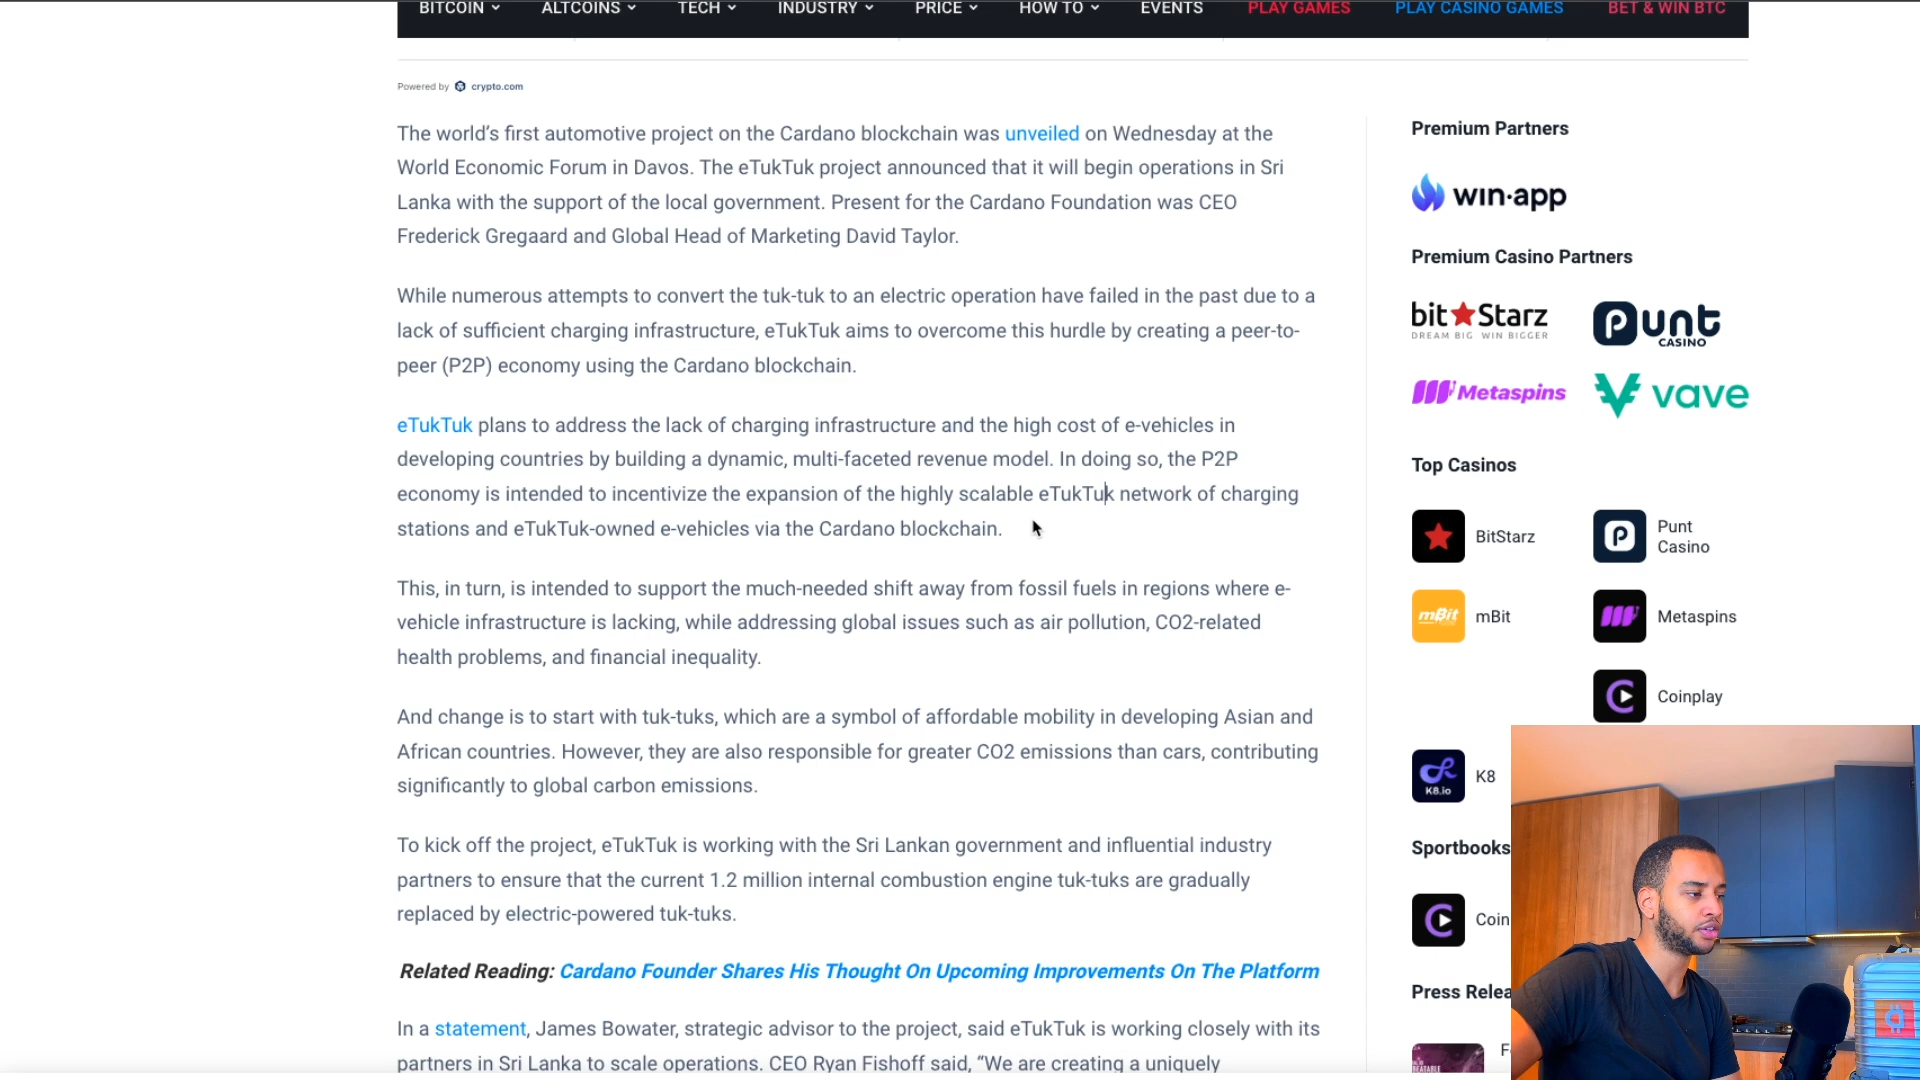 BITCOIN
ALTCOINS
TECH
INDUSTRY
PRICE
HOW TO
EVENTS
PLAY GAMES
PLAY CASINO GAMES
BET & WIN BTC
Powered by crypto.com
The world's first automotive project on the Cardano blockchain was unveiled on Wednesday at the
World Economic Forum in Davos. The eTukTuk project announced that it will begin operations in Sri
Lanka with the support of the local government. Present for the Cardano Foundation was CEO
Frederick Gregaard and Global Head of Marketing David Taylor.
While numerous attempts to convert the tuk-tuk to an electric operation have failed in the past due to a
lack of sufficient charging infrastructure, eTukTuk aims to overcome this hurdle by creating a peer-to-
peer (P2P) economy using the Cardano blockchain.
eTukTuk plans to address the lack of charging infrastructure and the high cost of e-vehicles in
developing countries by building a dynamic, multi-faceted revenue model. In doing so, the P2P
economy is intended to incentivize the expansion of the highly scalable eTukTuk network of charging
stations and eTukTuk-owned e-vehicles via the Cardano blockchain.
This, in turn, is intended to support the much-needed shift away from fossil fuels in regions where e-
vehicle infrastructure is lacking, while addressing global issues such as air pollution, CO2-related
health problems, and financial inequality.
And change is to start with tuk-tuks, which are a symbol of affordable mobility in developing Asian and
African countries. However, they are also responsible for greater CO2 emissions than cars, contributing
significantly to global carbon emissions.
To kick off the project, eTukTuk is working with the Sri Lankan government and influential industry
partners to ensure that the current 1.2 million internal combustion engine tuk-tuks are gradually
replaced by electric-powered tuk-tuks.
Related Reading: Cardano Founder Shares His Thought On Upcoming Improvements On The Platform
In a statement, James Bowater, strategic advisor to the project, said eTukTuk is working closely with its
partners in Sri Lanka to scale operations. CEO Ryan Fishoff said, “We are creating a uniquely
Premium Partners
win·app
Premium Casino Partners
bit Starz
DREAM BIG WIN BIGGER
Punt
CASINO
Metaspins
vave
Top Casinos
BitStarz
Punt
Casino
mBit
mBit
Metaspins
Coinplay
K8.io
K8
Sportbooks
Coin
Press Relea